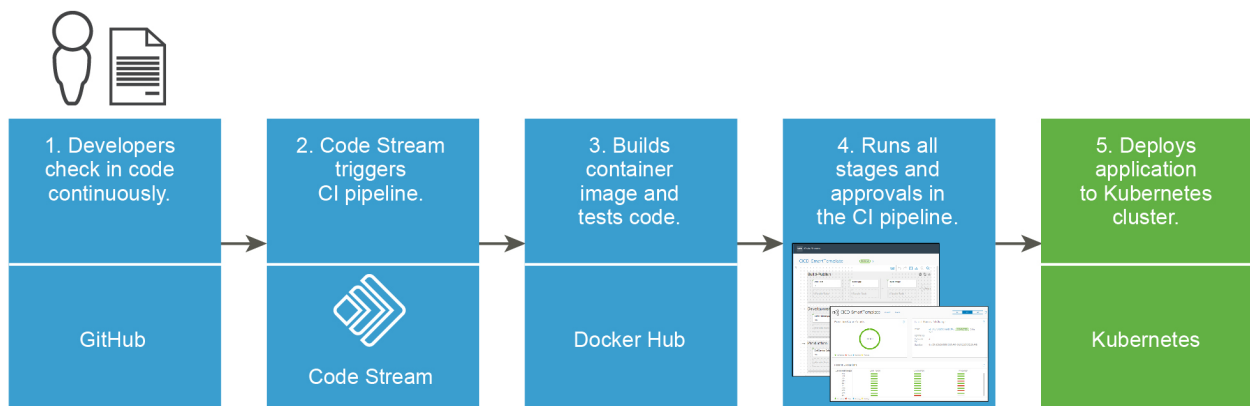 1. Developers
check in code
continuously.
2. Code Stream
triggers
CI pipeline.
3. Builds
container
image and
tests code.
4. Runs all
stages and
approvals in
the CI pipeline.
5. Deploys
application
to Kubernetes
cluster.
GitHub
Code Stream
Docker Hub
Kubernetes